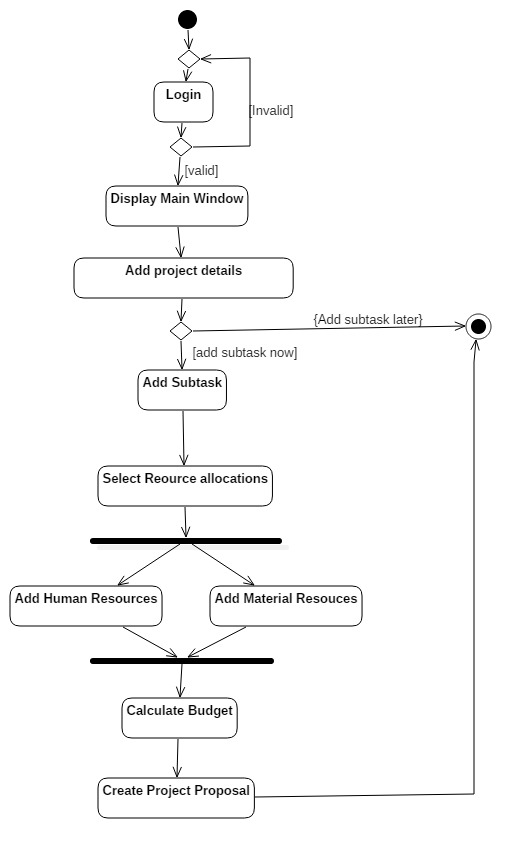 Login
[Invalid]
[valid]
Display Main Window
Add project details
{Add subtask later}
[add subtask now]
Add Subtask
Select Reource allocations
Add Human Resources
Add Material Resouces
Calculate Budget
Create Project Proposal